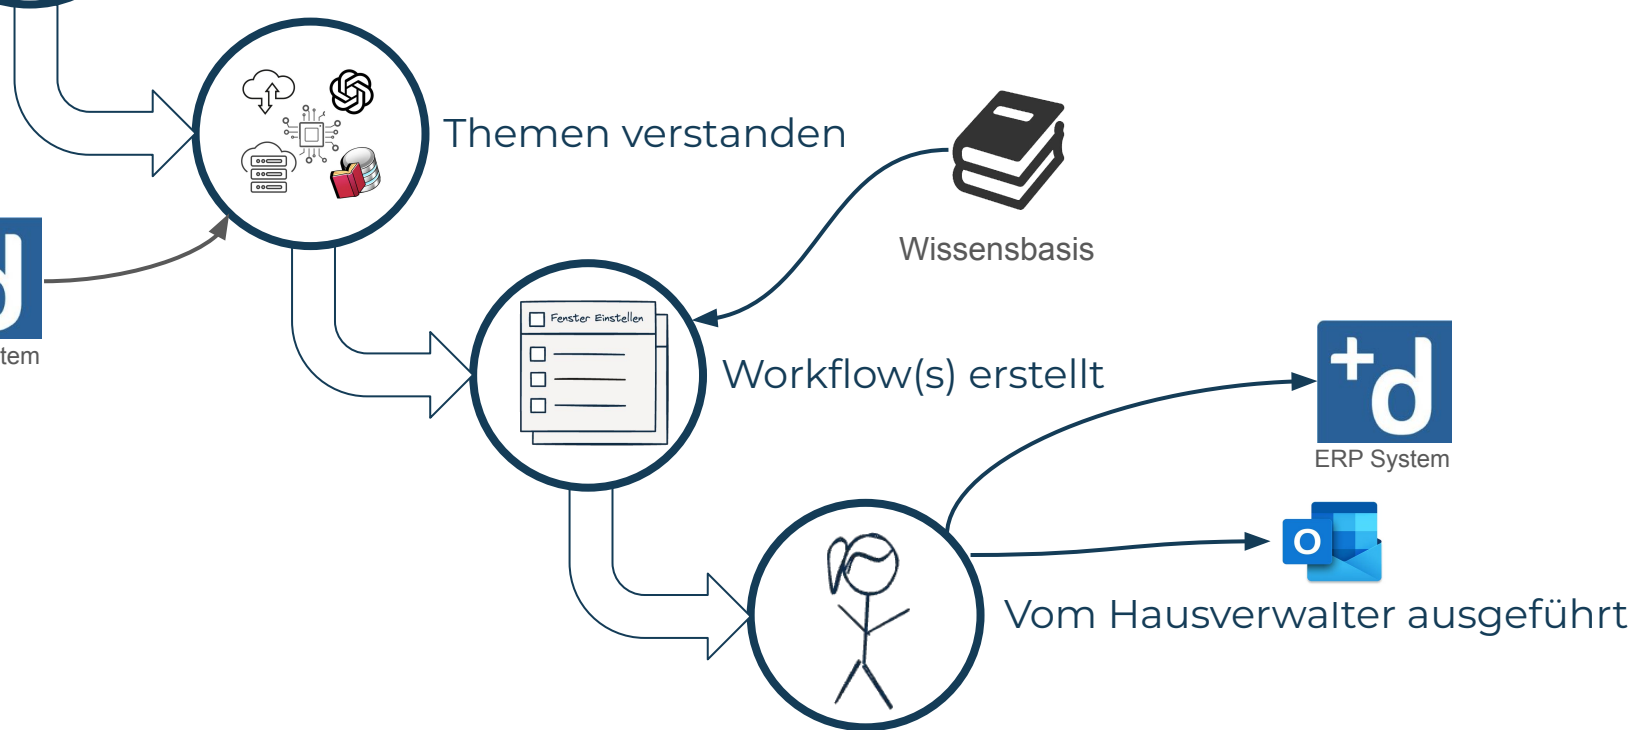 Themen verstanden
Wissensbasis
d
tem
Fenster Einstellen
Workflow(s) erstellt
+d
ERP System
O
Vom Hausverwalter ausgeführt